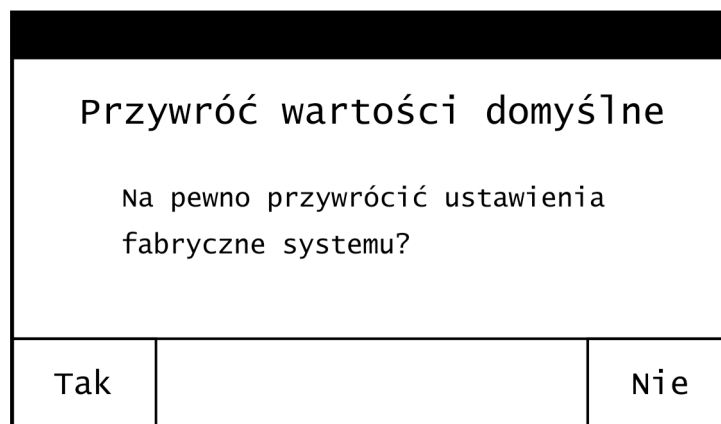 Przywróć wartości domyślne
Na pewno przywrócić ustawienia
fabryczne systemu?
Tak
Nie